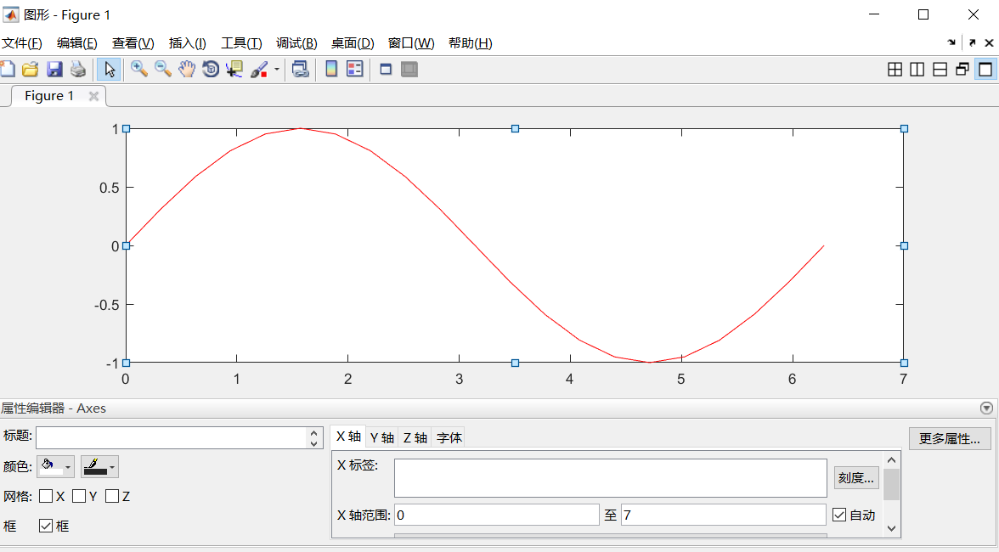 图形 - Figure 1
文件(F) 编辑(E) 查看(V) 插入(I) 工具(T) 调试(B) 桌面(D) 窗口(W) 帮助(H)
Figure 1
1
0.5
0
-0.5
-1
0 1 2 3 4 5 6 7
属性编辑器 - Axes
标题:
X 轴 Y 轴 Z 轴 字体
更多属性...
颜色:
X 标签:
刻度...
网格: X Y Z
X 轴范围: 0 至 7 自动
框 框